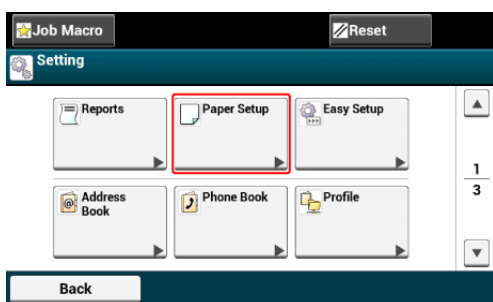 Job Macro
Reset
Setting
Reports
Paper Setup
Easy Setup
Address
Book
Phone Book
Profile
1
3
Back